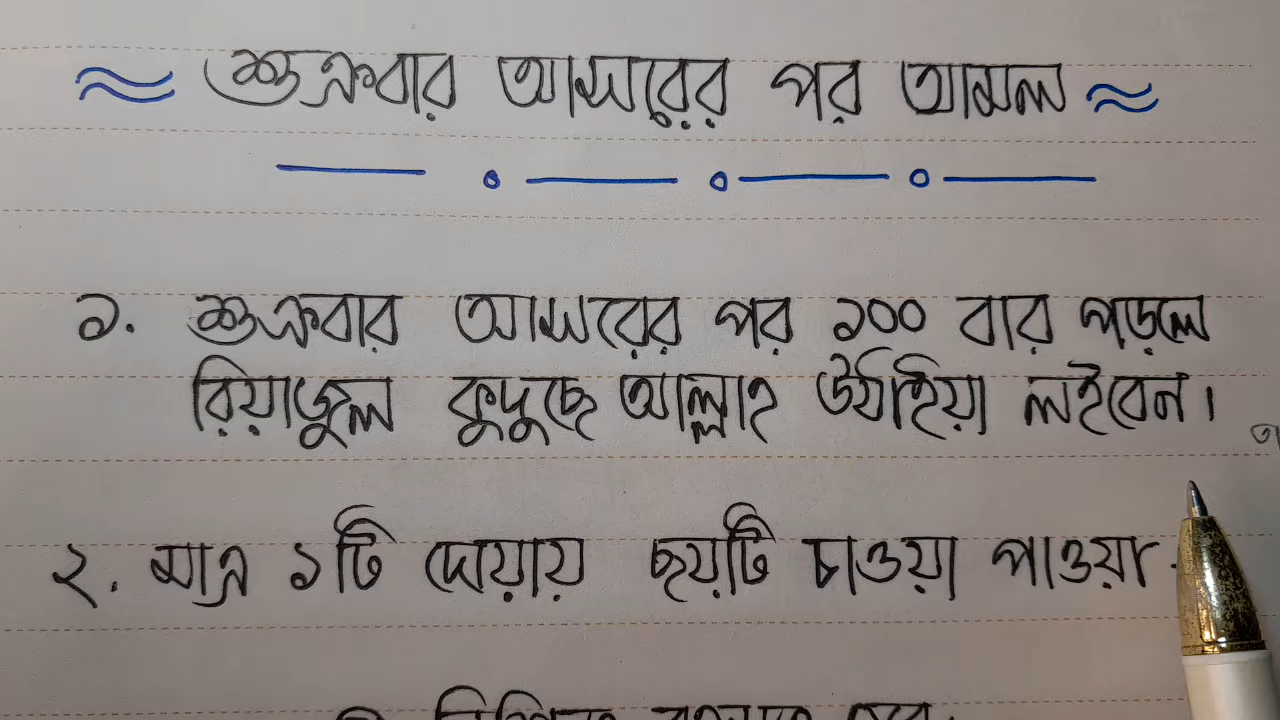 শুক্রবার আসরের পর আমল
১. শুক্রবার আসরের পর ১০০ বার পড়লে
রিয়াজুল কুদুছে আল্লাহ উঠাইয়া লইবেন।
২. মাত্র ১টি দোয়ায় ছয়টি চাওয়া পাওয়া